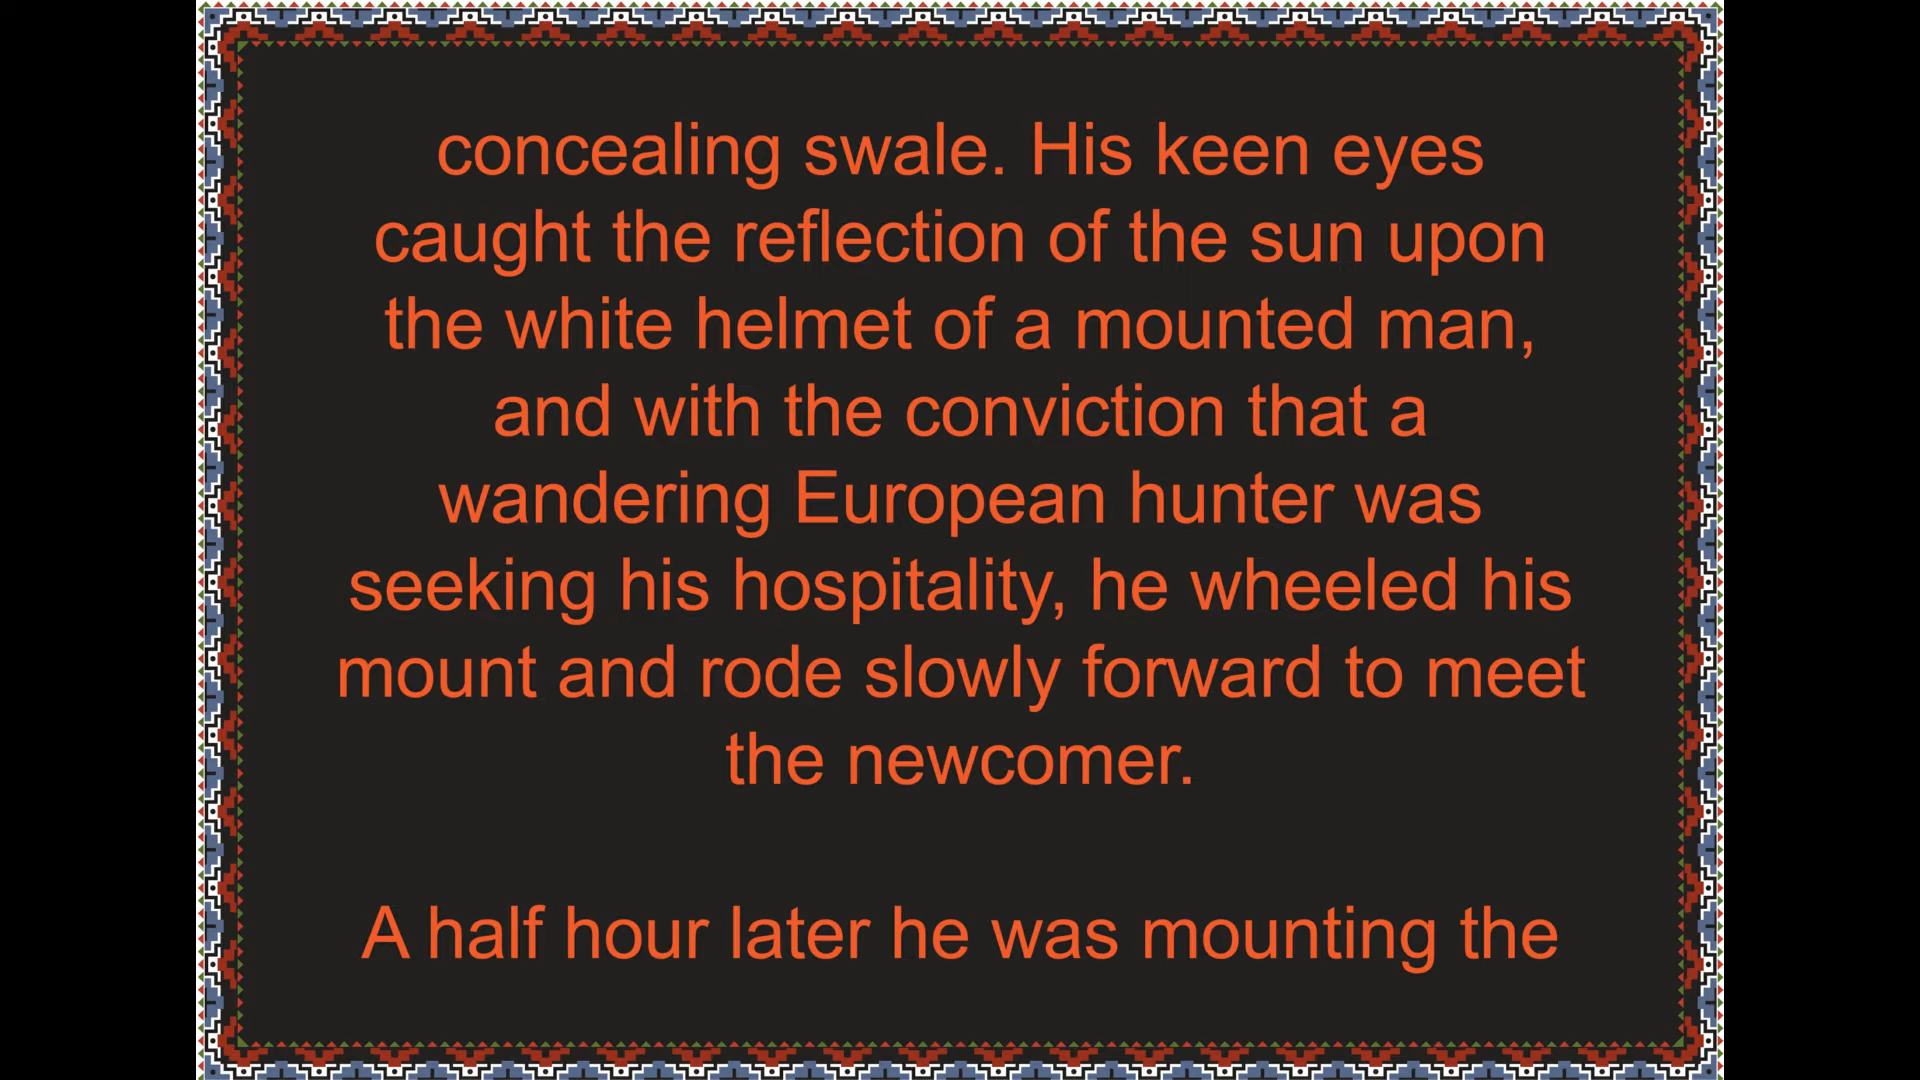 concealing swale. His keen eyes
caught the reflection of the sun upon
the white helmet of a mounted man,
and with the conviction that a
wandering European hunter was
seeking his hospitality, he wheeled his
mount and rode slowly forward to meet
the newcomer.
A half hour later he was mounting the